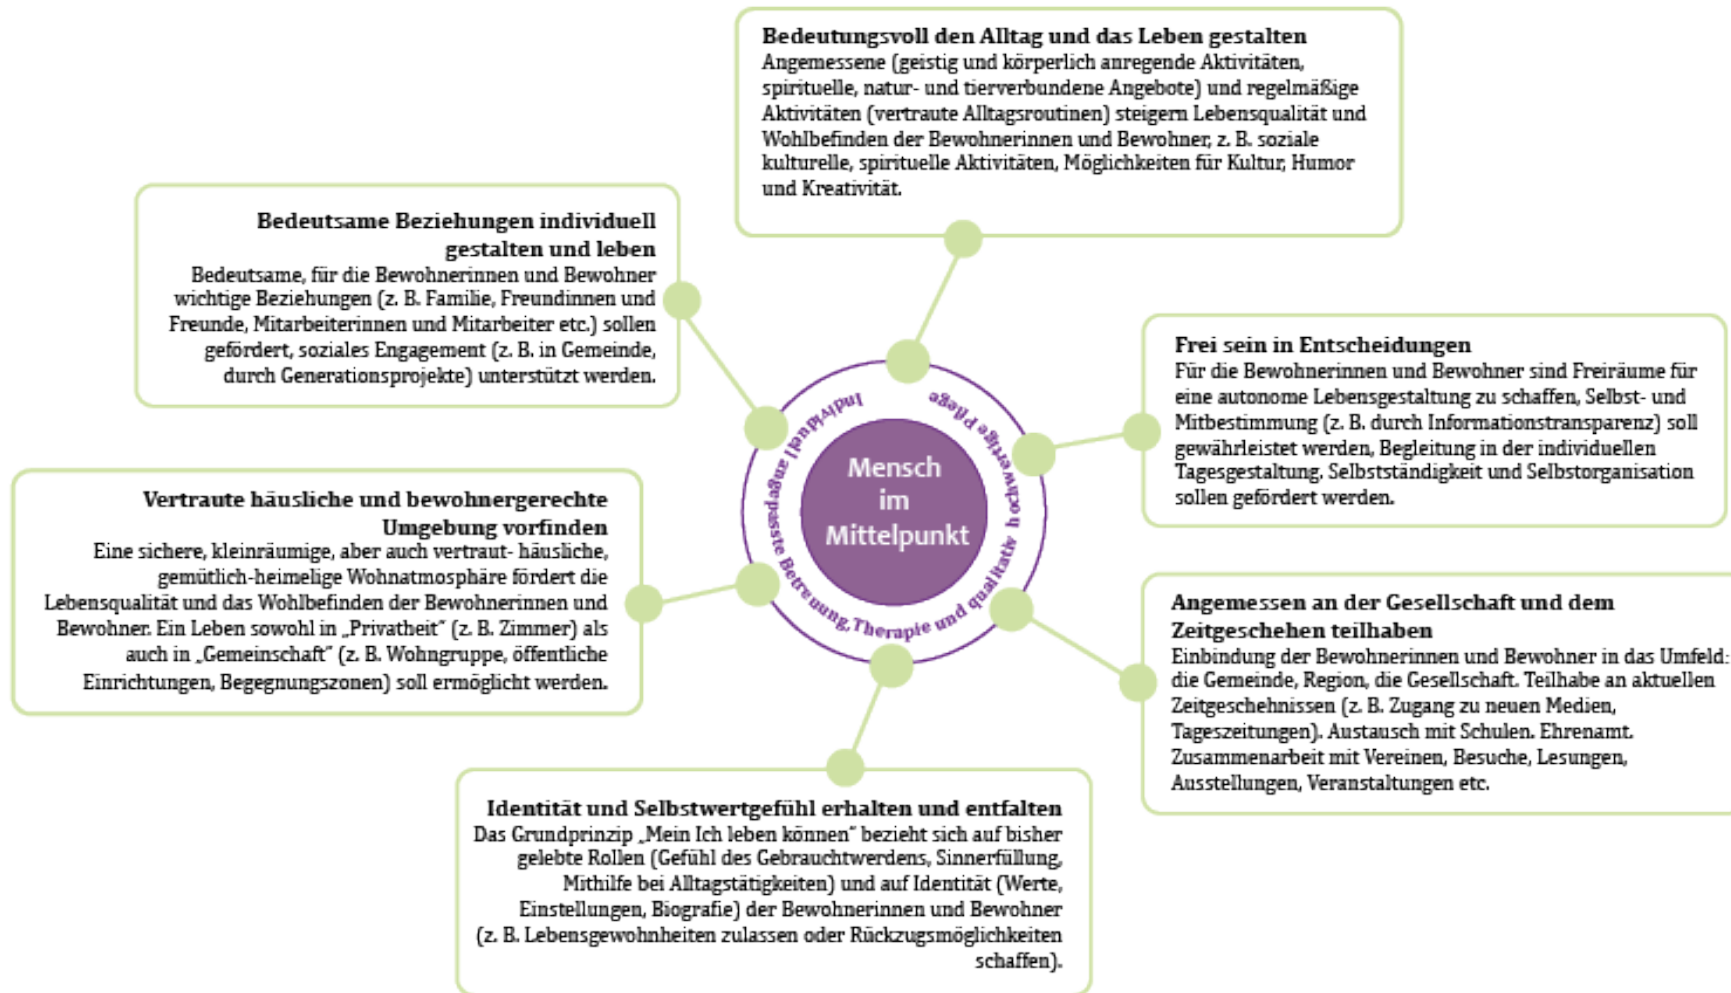 Bedeutungsvoll den Alltag und das Leben gestalten
Angemessene (geistig und körperlich anregende Aktivitäten,
spirituelle, natur- und tierverbundene Angebote) und regelmäßige
Aktivitäten (vertraute Alltagsroutinen) steigern Lebensqualität und
Wohlbefinden der Bewohnerinnen und Bewohner, z. B. soziale
kulturelle, spirituelle Aktivitäten, Möglichkeiten für Kultur, Humor
und Kreativität.
Bedeutsame Beziehungen individuell
gestalten und leben
Bedeutsame, für die Bewohnerinnen und Bewohner
wichtige Beziehungen (z. B. Familie, Freundinnen und
Freunde, Mitarbeiterinnen und Mitarbeiter etc.) sollen
gefördert, soziales Engagement (z. B. in Gemeinde,
durch Generationsprojekte) unterstützt werden.
Frei sein in Entscheidungen
Für die Bewohnerinnen und Bewohner sind Freiräume für
eine autonome Lebensgestaltung zu schaffen, Selbst- und
Mitbestimmung (z. B. durch Informationstransparenz) soll
gewährleistet werden, Begleitung in der individuellen
Tagesgestaltung. Selbstständigkeit und Selbstorganisation
sollen gefördert werden.
Individuell angepasste Betreuung, Therapie und qualitativ hochwertige Pflege
Mensch
im
Mittelpunkt
Vertraute häusliche und bewohnergerechte
Umgebung vorfinden
Eine sichere, kleinräumige, aber auch vertraut- häusliche,
gemütlich-heimelige Wohnatmosphäre fördert die
Lebensqualität und das Wohlbefinden der Bewohnerinnen und
Bewohner. Ein Leben sowohl in „Privatheit“ (z. B. Zimmer) als
auch in „Gemeinschaft“ (z. B. Wohngruppe, öffentliche
Einrichtungen, Begegnungszonen) soll ermöglicht werden.
Angemessen an der Gesellschaft und dem
Zeitgeschehen teilhaben
Einbindung der Bewohnerinnen und Bewohner in das Umfeld:
die Gemeinde, Region, die Gesellschaft. Teilhabe an aktuellen
Zeitgeschehnissen (z. B. Zugang zu neuen Medien,
Tageszeitungen). Austausch mit Schulen. Ehrenamt.
Zusammenarbeit mit Vereinen, Besuche, Lesungen,
Ausstellungen, Veranstaltungen etc.
Identität und Selbstwertgefühl erhalten und entfalten
Das Grundprinzip „Mein Ich leben können“ bezieht sich auf bisher
gelebte Rollen (Gefühl des Gebrauchtwerdens, Sinnerfüllung,
Mithilfe bei Alltagstätigkeiten) und auf Identität (Werte,
Einstellungen, Biografie) der Bewohnerinnen und Bewohner
(z. B. Lebensgewohnheiten zulassen oder Rückzugsmöglichkeiten
schaffen).